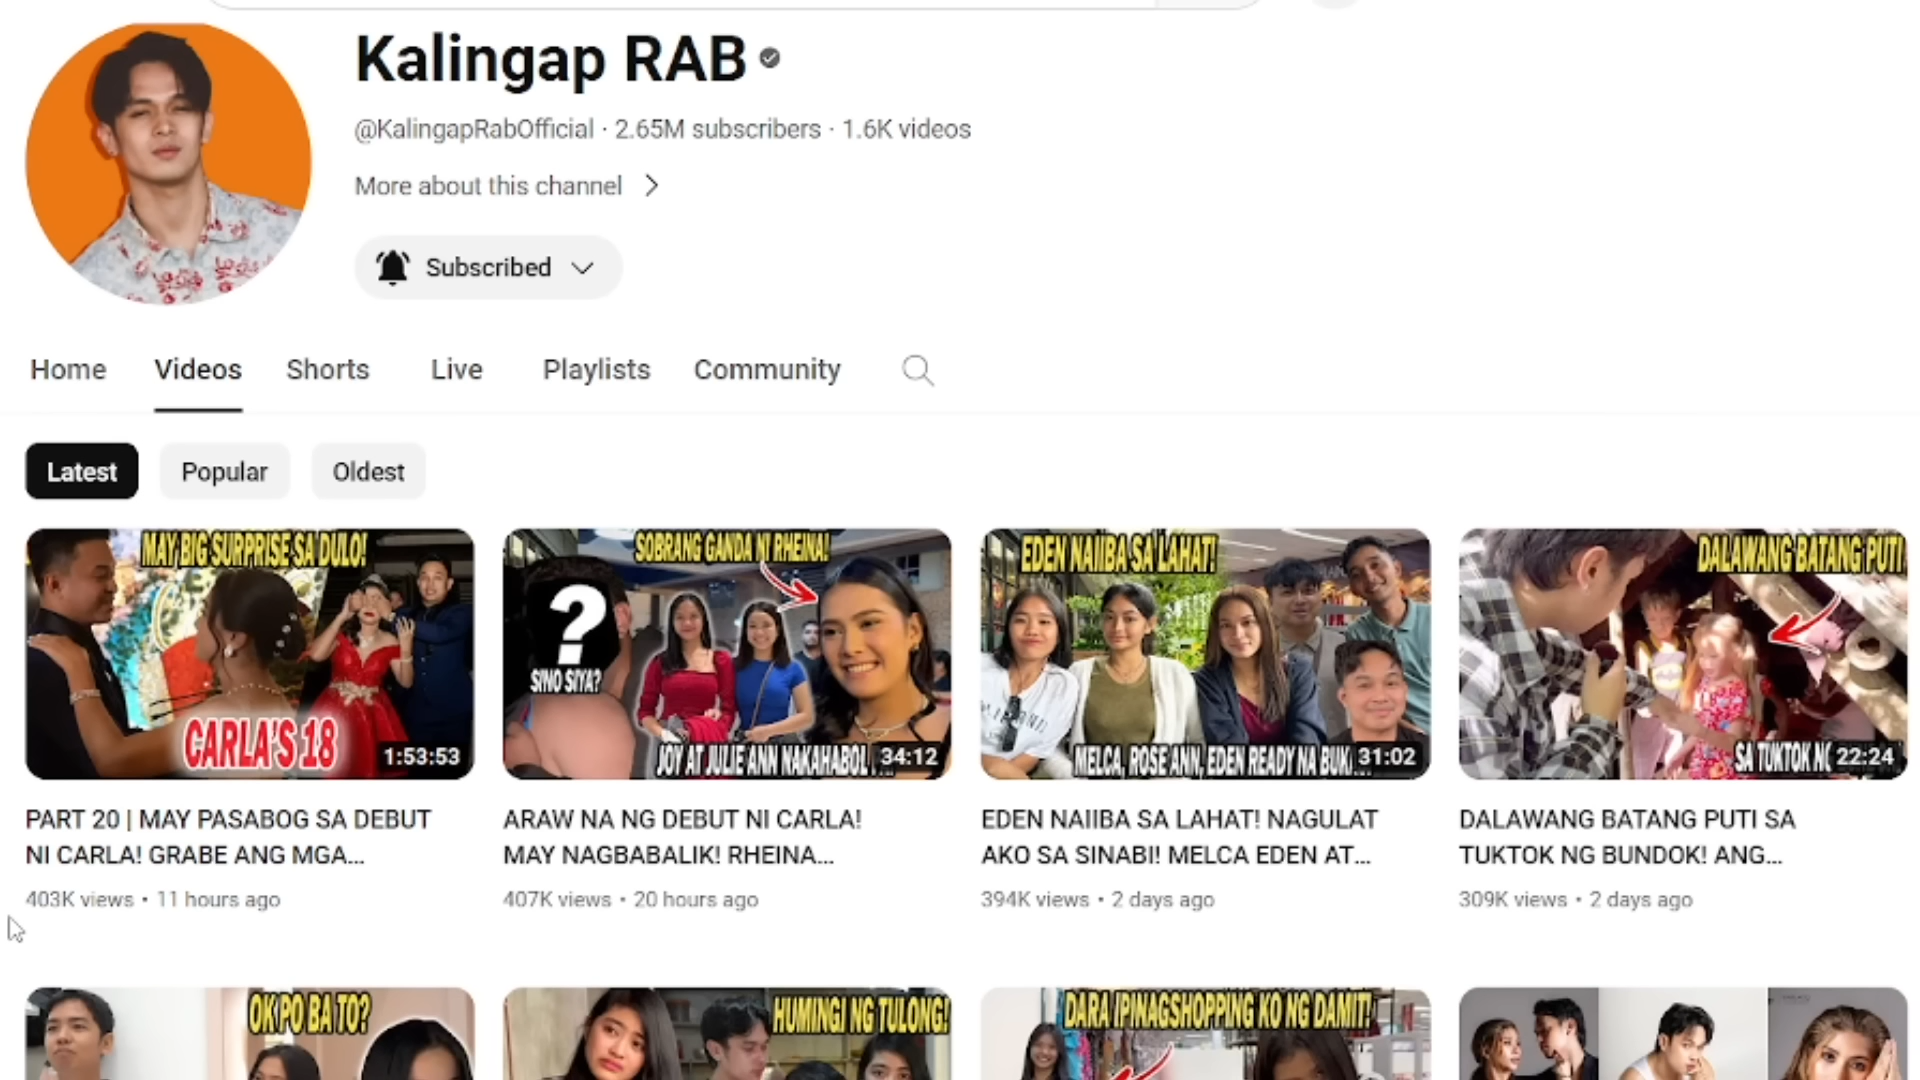 Kalingap RAB
@KalingapRabOfficial · 2.65M subscribers · 1.6K videos
More about this channel
Subscribed
Home Videos Shorts Live Playlists Community
Latest Popular Oldest
MAY BIG SURPRISE SA DULO!
CARLA'S 18
1:53:53
SOBRANG GANDA NI RHEINA!
?
SINO SIYA?
JOY AT JULIE ANN NAKAHABOL
34:12
EDEN NAIIBA SA LAHAT!
MELCA, ROSE ANN, EDEN READY NA BUK
31:02
DALAWANG BATANG PUTI
SA TUKTOK NG
22:24
PART 20 | MAY PASABOG SA DEBUT
NI CARLA! GRABE ANG MGA...
403K views • 11 hours ago
ARAW NA NG DEBUT NI CARLA!
MAY NAGBABALIK! RHEINA...
407K views • 20 hours ago
EDEN NAIIBA SA LAHAT! NAGULAT
AKO SA SINABI! MELCA EDEN AT...
394K views • 2 days ago
DALAWANG BATANG PUTI SA
TUKTOK NG BUNDOK! ANG...
309K views • 2 days ago
OK PO BA TO?
HUMINGI NG TULONG!
DARA IPINAGSHOPPING KO NG DAMIT!